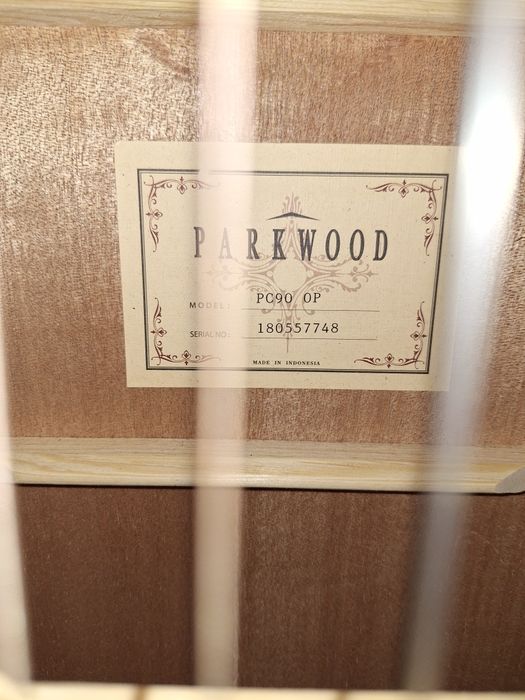 PARKWOOD
MODEL: PC90 OP
SERIAL NO: 180557748
MADE IN INDONESIA